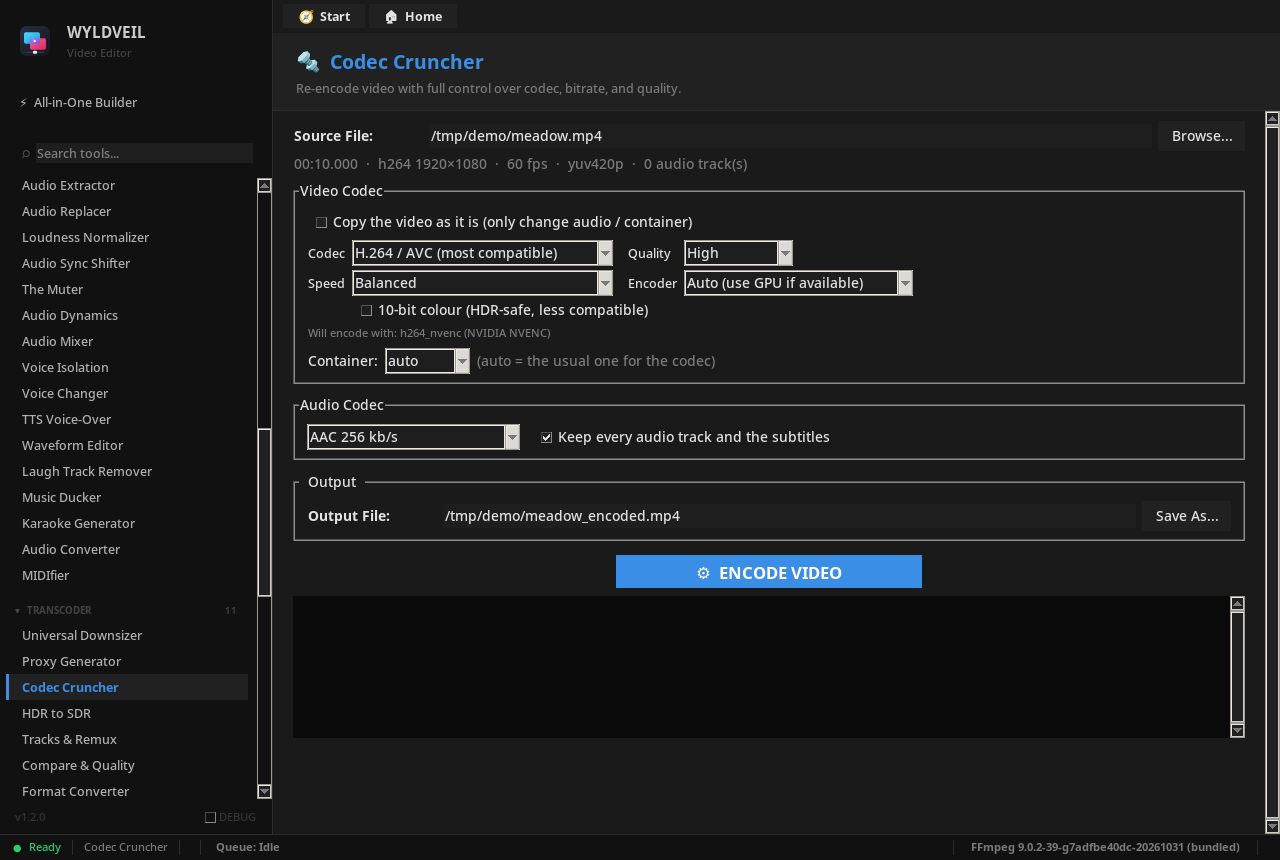 WYLDVEIL
Video Editor
⚡ All-in-One Builder
Search tools...
Audio Extractor
Audio Replacer
Loudness Normalizer
Audio Sync Shifter
The Muter
Audio Dynamics
Audio Mixer
Voice Isolation
Voice Changer
TTS Voice-Over
Waveform Editor
Laugh Track Remover
Music Ducker
Karaoke Generator
Audio Converter
MIDIfier
▾ TRANSCODER 11
Universal Downsizer
Proxy Generator
Codec Cruncher
HDR to SDR
Tracks & Remux
Compare & Quality
Format Converter
v1.2.0 DEBUG
Start Home
Codec Cruncher
Re-encode video with full control over codec, bitrate, and quality.
Source File: /tmp/demo/meadow.mp4 Browse...
00:10.000 · h264 1920×1080 · 60 fps · yuv420p · 0 audio track(s)
Video Codec
Copy the video as it is (only change audio / container)
Codec H.264 / AVC (most compatible) Quality High
Speed Balanced Encoder Auto (use GPU if available)
10-bit colour (HDR-safe, less compatible)
Will encode with: h264_nvenc (NVIDIA NVENC)
Container: auto (auto = the usual one for the codec)
Audio Codec
AAC 256 kb/s Keep every audio track and the subtitles
Output
Output File: /tmp/demo/meadow_encoded.mp4 Save As...
⚙ ENCODE VIDEO
● Ready Codec Cruncher Queue: Idle FFmpeg 9.0.2-39-g7adfbe40dc-20261031 (bundled)